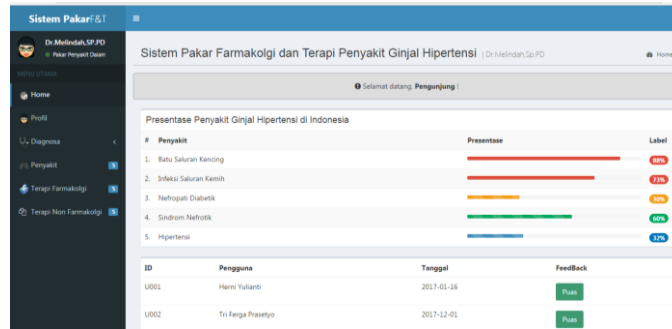 Sistem PakarF&T
Dr.Melindah,SP.PD
Pakar Penyakit Dalam
MENU UTAMA
Home
Profil
Diagnosa
Penyakit 5
Terapi Farmakolgi 5
Terapi Non Farmakolgi 5
Sistem Pakar Farmakolgi dan Terapi Penyakit Ginjal Hipertensi | Dr.Melindah,Sp.PD
Home
Selamat datang, Pengunjung |
Presentase Penyakit Ginjal Hipertensi di Indonesia
# Penyakit Presentase Label
1. Batu Saluran Kencing 88%
2. Infeksi Saluran Kemih 73%
3. Nefropati Diabetik 30%
4. Sindrom Nefrotik 60%
5. Hipertensi 32%
ID Pengguna Tanggal FeedBack
U001 Herni Yulianti 2017-01-16 Puas
U002 Tri Ferga Prasetyo 2017-12-01 Puas